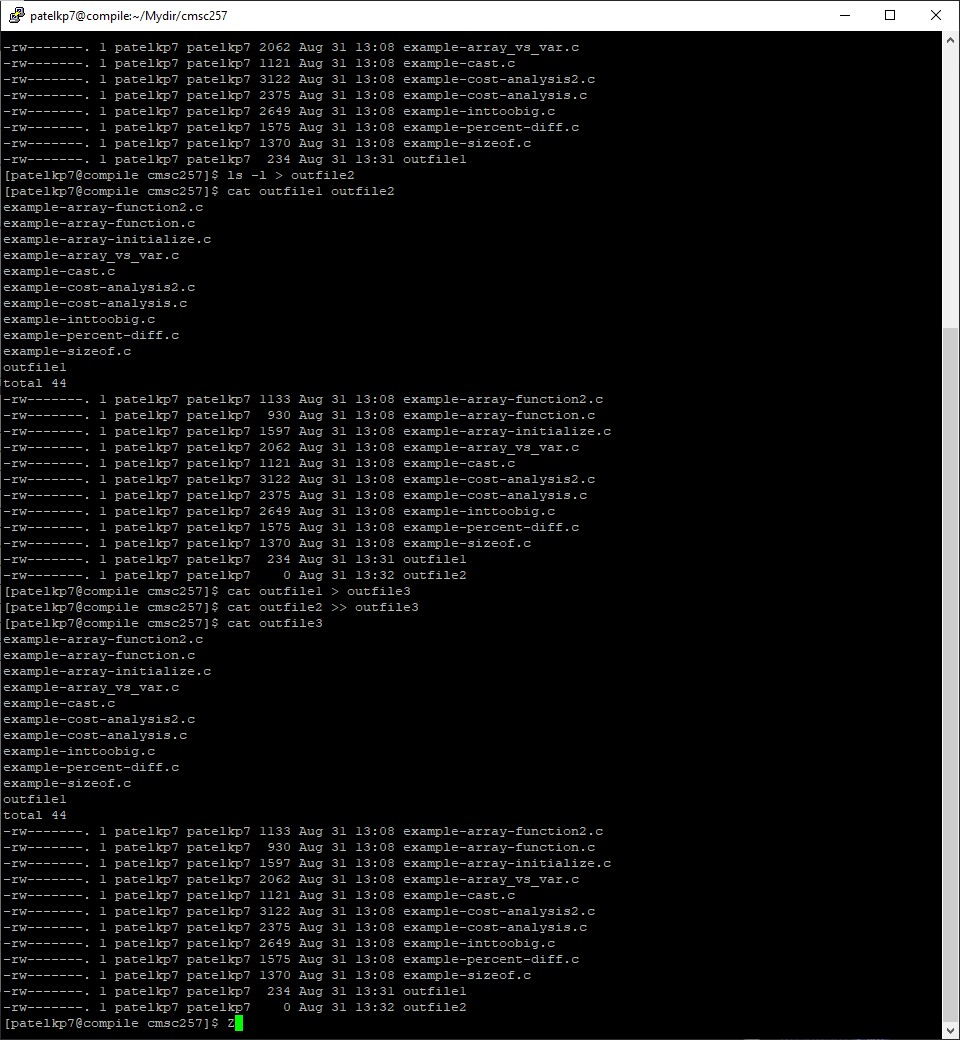 patelkp7@compile:~/Mydir/cmsc257
-rw-------. 1 patelkp7 patelkp7 2062 Aug 31 13:08 example-array_vs_var.c
-rw-------. 1 patelkp7 patelkp7 1121 Aug 31 13:08 example-cast.c
-rw-------. 1 patelkp7 patelkp7 3122 Aug 31 13:08 example-cost-analysis2.c
-rw-------. 1 patelkp7 patelkp7 2375 Aug 31 13:08 example-cost-analysis.c
-rw-------. 1 patelkp7 patelkp7 2649 Aug 31 13:08 example-inttoobig.c
-rw-------. 1 patelkp7 patelkp7 1575 Aug 31 13:08 example-percent-diff.c
-rw-------. 1 patelkp7 patelkp7 1370 Aug 31 13:08 example-sizeof.c
-rw-------. 1 patelkp7 patelkp7  234 Aug 31 13:31 outfile1
[patelkp7@compile cmsc257]$ ls -l > outfile2
[patelkp7@compile cmsc257]$ cat outfile1 outfile2
example-array-function2.c
example-array-function.c
example-array-initialize.c
example-array_vs_var.c
example-cast.c
example-cost-analysis2.c
example-cost-analysis.c
example-inttoobig.c
example-percent-diff.c
example-sizeof.c
outfile1
total 44
-rw-------. 1 patelkp7 patelkp7 1133 Aug 31 13:08 example-array-function2.c
-rw-------. 1 patelkp7 patelkp7  930 Aug 31 13:08 example-array-function.c
-rw-------. 1 patelkp7 patelkp7 1597 Aug 31 13:08 example-array-initialize.c
-rw-------. 1 patelkp7 patelkp7 2062 Aug 31 13:08 example-array_vs_var.c
-rw-------. 1 patelkp7 patelkp7 1121 Aug 31 13:08 example-cast.c
-rw-------. 1 patelkp7 patelkp7 3122 Aug 31 13:08 example-cost-analysis2.c
-rw-------. 1 patelkp7 patelkp7 2375 Aug 31 13:08 example-cost-analysis.c
-rw-------. 1 patelkp7 patelkp7 2649 Aug 31 13:08 example-inttoobig.c
-rw-------. 1 patelkp7 patelkp7 1575 Aug 31 13:08 example-percent-diff.c
-rw-------. 1 patelkp7 patelkp7 1370 Aug 31 13:08 example-sizeof.c
-rw-------. 1 patelkp7 patelkp7  234 Aug 31 13:31 outfile1
-rw-------. 1 patelkp7 patelkp7    0 Aug 31 13:32 outfile2
[patelkp7@compile cmsc257]$ cat outfile1 > outfile3
[patelkp7@compile cmsc257]$ cat outfile2 >> outfile3
[patelkp7@compile cmsc257]$ cat outfile3
example-array-function2.c
example-array-function.c
example-array-initialize.c
example-array_vs_var.c
example-cast.c
example-cost-analysis2.c
example-cost-analysis.c
example-inttoobig.c
example-percent-diff.c
example-sizeof.c
outfile1
total 44
-rw-------. 1 patelkp7 patelkp7 1133 Aug 31 13:08 example-array-function2.c
-rw-------. 1 patelkp7 patelkp7  930 Aug 31 13:08 example-array-function.c
-rw-------. 1 patelkp7 patelkp7 1597 Aug 31 13:08 example-array-initialize.c
-rw-------. 1 patelkp7 patelkp7 2062 Aug 31 13:08 example-array_vs_var.c
-rw-------. 1 patelkp7 patelkp7 1121 Aug 31 13:08 example-cast.c
-rw-------. 1 patelkp7 patelkp7 3122 Aug 31 13:08 example-cost-analysis2.c
-rw-------. 1 patelkp7 patelkp7 2375 Aug 31 13:08 example-cost-analysis.c
-rw-------. 1 patelkp7 patelkp7 2649 Aug 31 13:08 example-inttoobig.c
-rw-------. 1 patelkp7 patelkp7 1575 Aug 31 13:08 example-percent-diff.c
-rw-------. 1 patelkp7 patelkp7 1370 Aug 31 13:08 example-sizeof.c
-rw-------. 1 patelkp7 patelkp7  234 Aug 31 13:31 outfile1
-rw-------. 1 patelkp7 patelkp7    0 Aug 31 13:32 outfile2
[patelkp7@compile cmsc257]$ Z